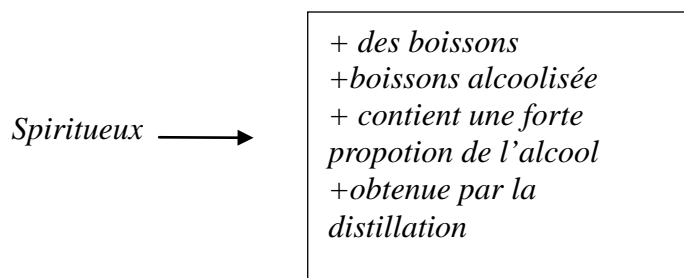 + des boissons
+boissons alcoolisée
+ contient une forte
Spiritueux
propotion de l'alcool
+obtenue par la
distillation